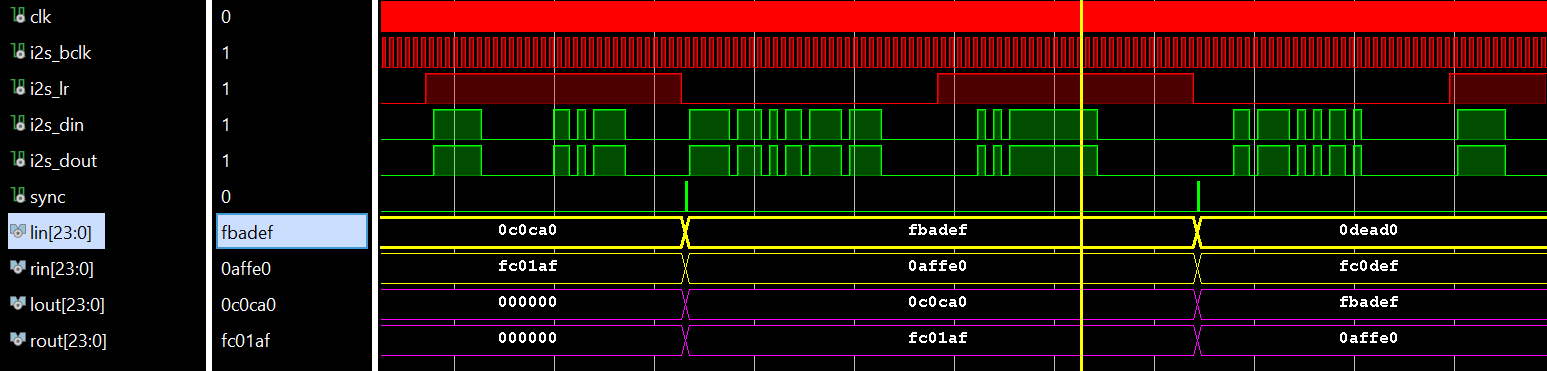 clk 0
i2s_bclk 1
i2s_lr 1
i2s_din 1
i2s_dout 1
sync 0
lin[23:0] fbadef 0c0ca0 fbadef 0dead0
rin[23:0] 0affe0 fc01af 0affe0 fc0def
lout[23:0] 0c0ca0 000000 0c0ca0 fbadef
rout[23:0] fc01af 000000 fc01af 0affe0